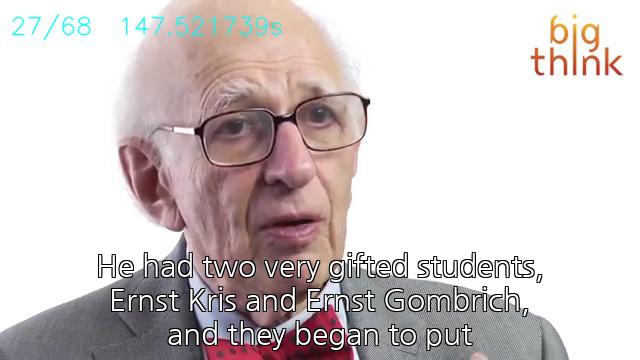 27/68 147.521739s
big
think
He had two very gifted students,
Ernst Kris and Ernst Gombrich,
and they began to put